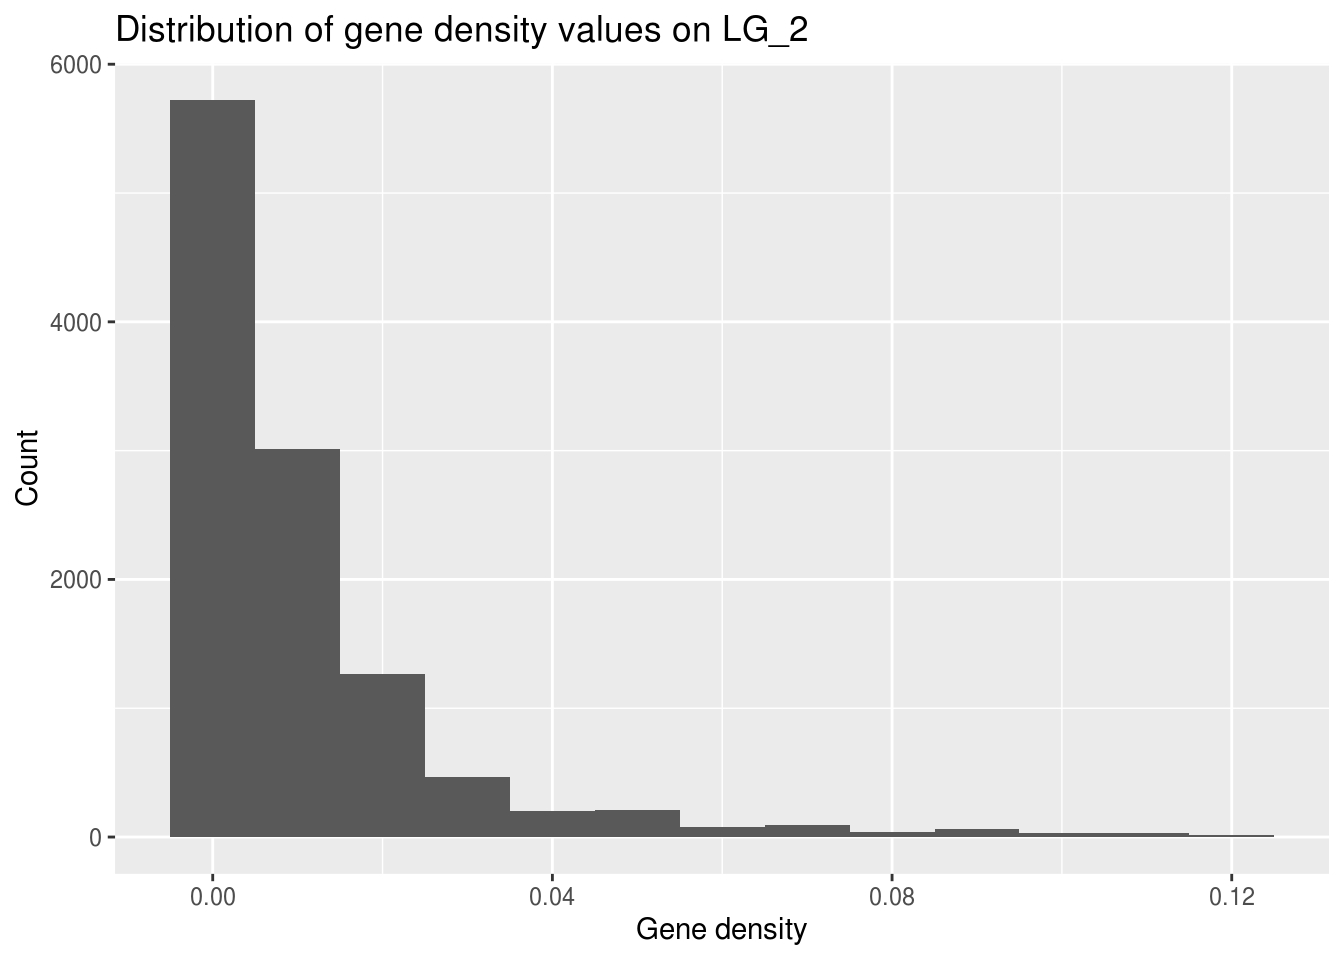 Distribution of gene density values on LG_2
6000
4000
2000
0
Count
0.00 0.04 0.08 0.12
Gene density